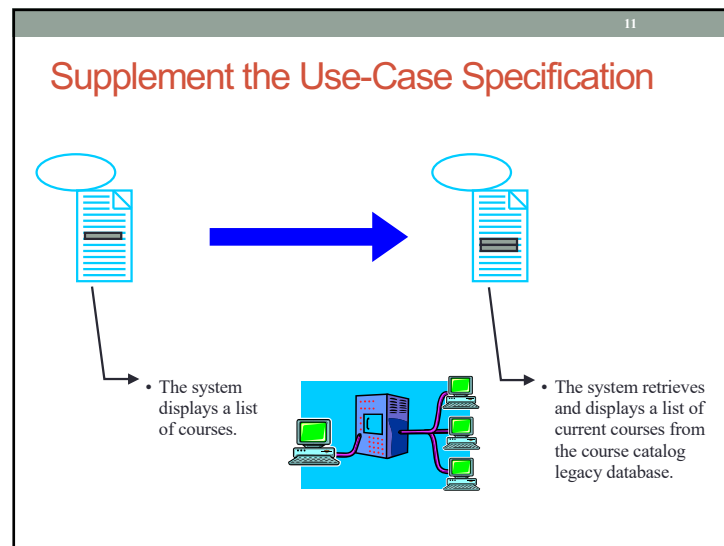 11
Supplement the Use-Case Specification
• The system
displays a list
of courses.
• The system retrieves
and displays a list of
current courses from
the course catalog
legacy database.